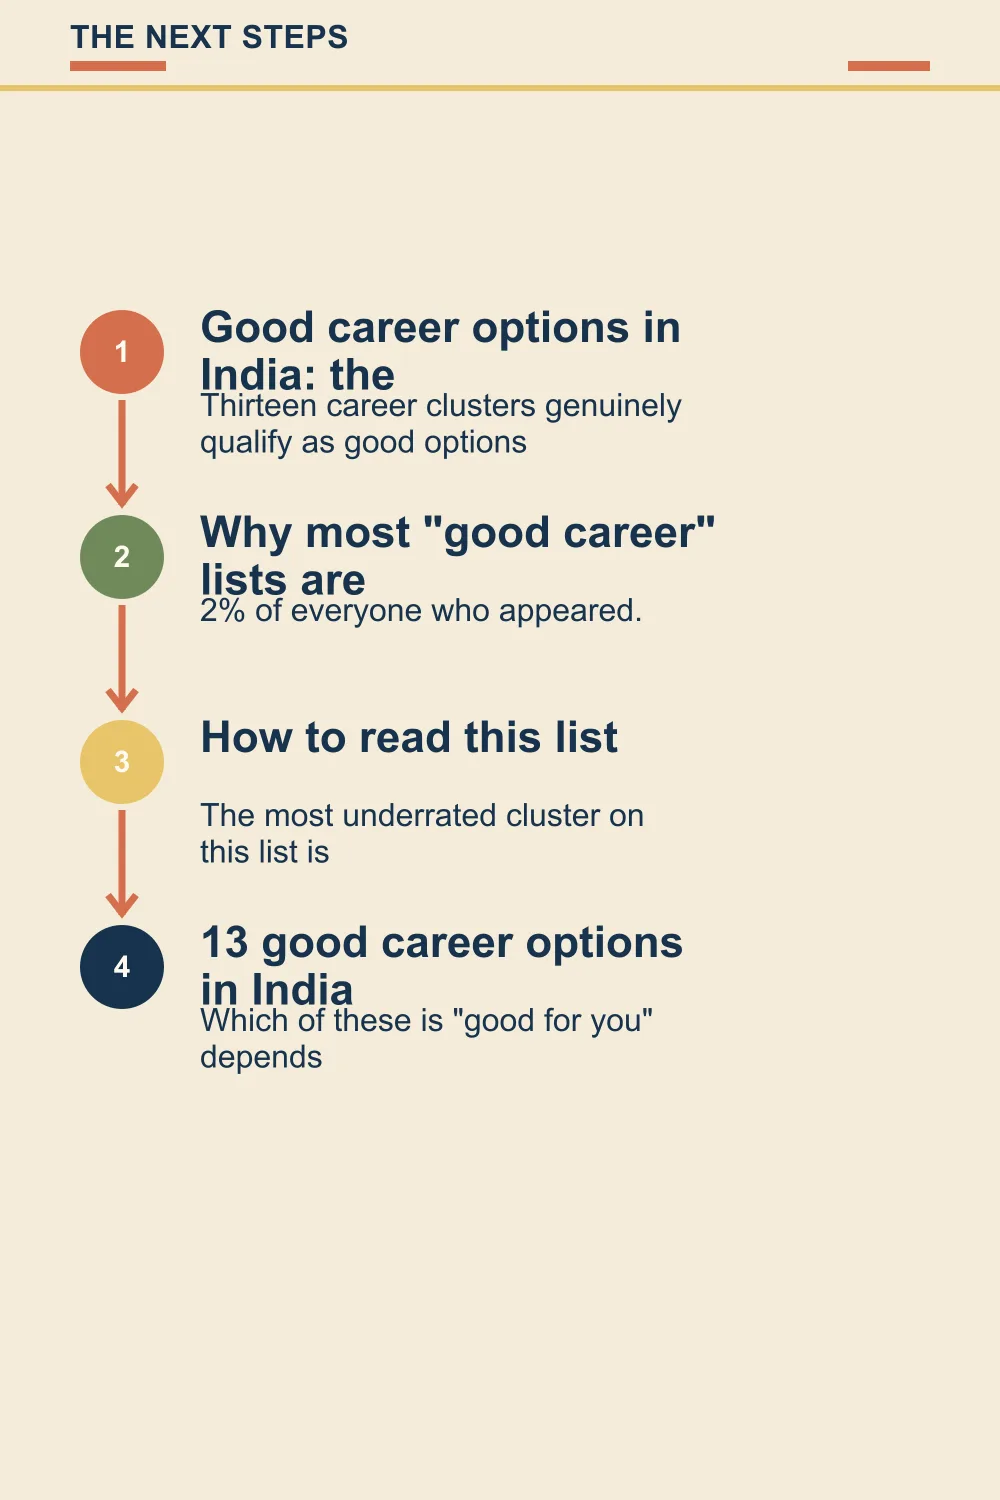 THE NEXT STEPS
1
Good career options in
India: the
Thirteen career clusters genuinely
qualify as good options
2
Why most "good career"
lists are
2% of everyone who appeared.
3
How to read this list
The most underrated cluster on
this list is
4
13 good career options
in India
Which of these is "good for you"
depends